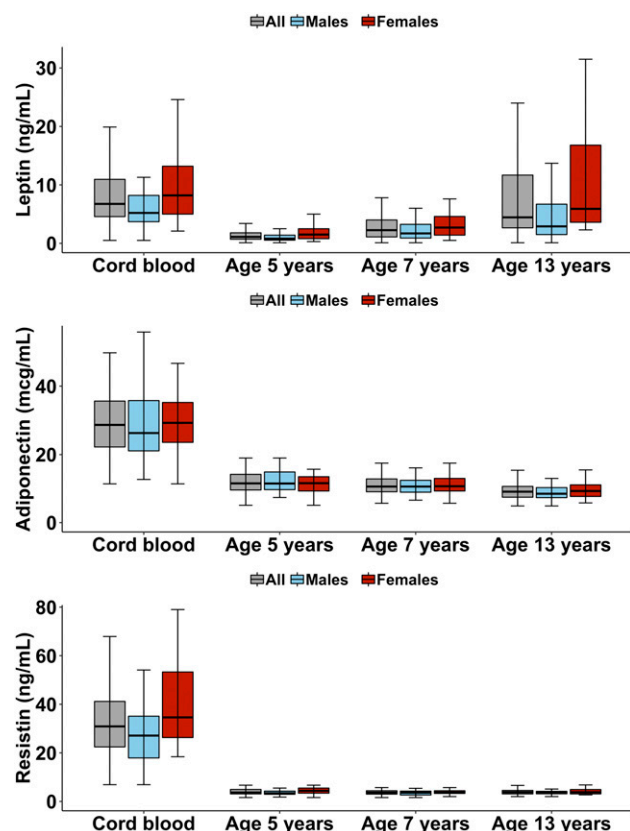 All Males Females
Leptin (ng/mL)
30
20
10
0
Cord blood Age 5 years Age 7 years Age 13 years
All Males Females
Adiponectin (mcg/mL)
40
20
0
Cord blood Age 5 years Age 7 years Age 13 years
All Males Females
Resistin (ng/mL)
80
60
40
20
0
Cord blood Age 5 years Age 7 years Age 13 years